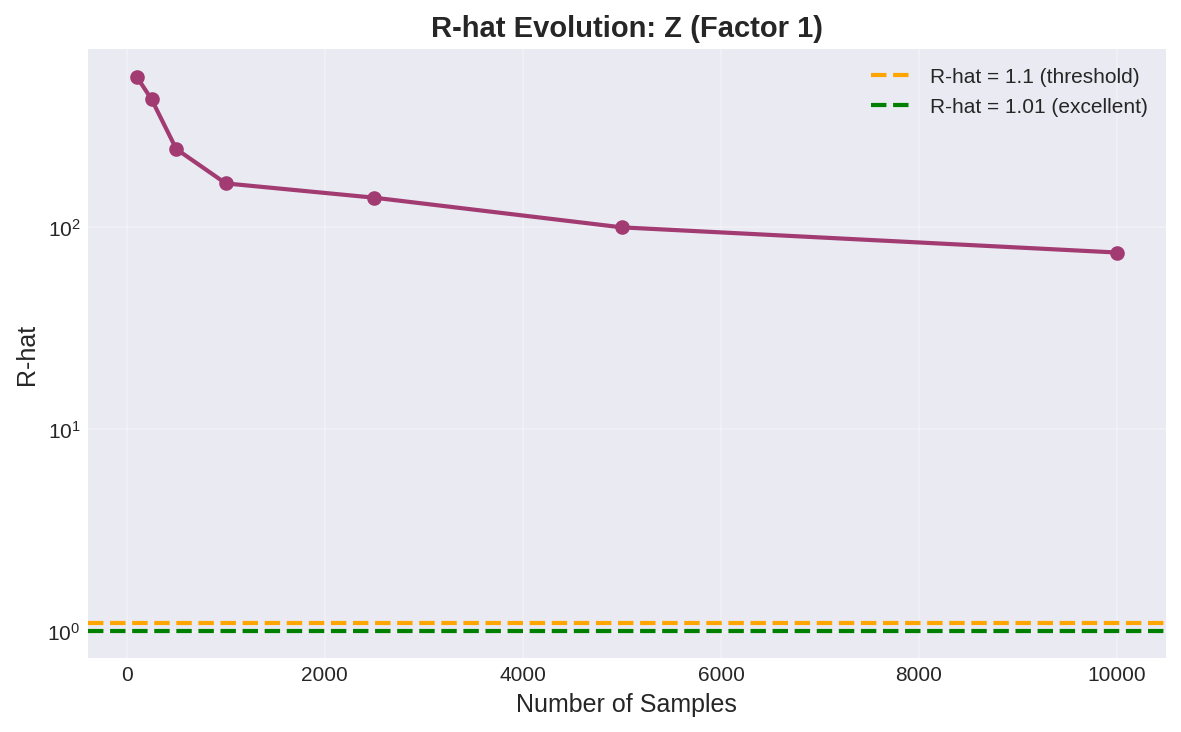 R-hat Evolution: Z (Factor 1)
R-hat = 1.1 (threshold)
R-hat = 1.01 (excellent)
10²
10¹
10⁰
R-hat
0 2000 4000 6000 8000 10000
Number of Samples